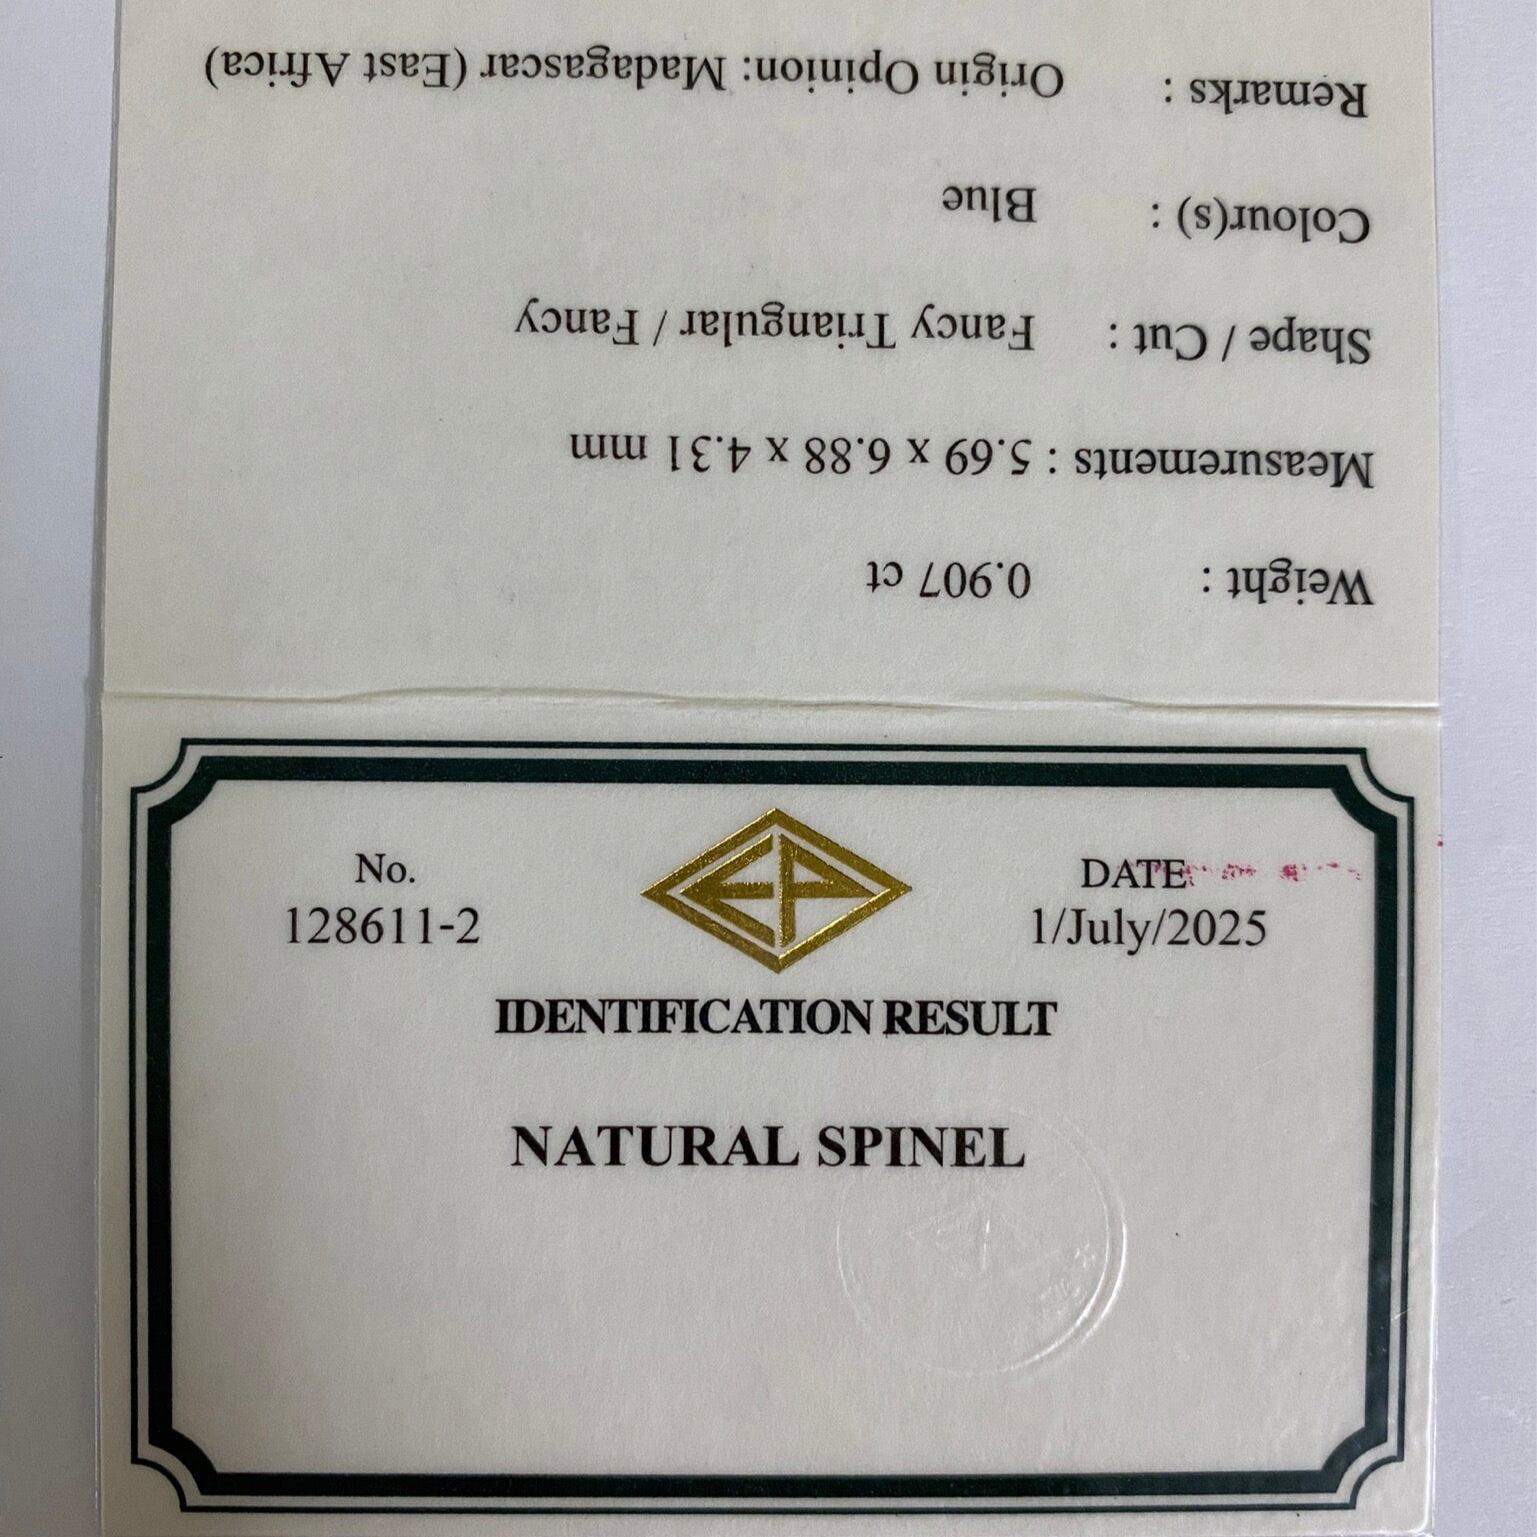 Weight : 0.907 ct
Measurements : 5.69 x 6.88 x 4.31 mm
Shape / Cut : Fancy Triangular / Fancy
Colour(s) : Blue
Remarks : Origin Opinion: Madagascar (East Africa)
No. DATE
128611-2 1/July/2025
IDENTIFICATION RESULT
NATURAL SPINEL